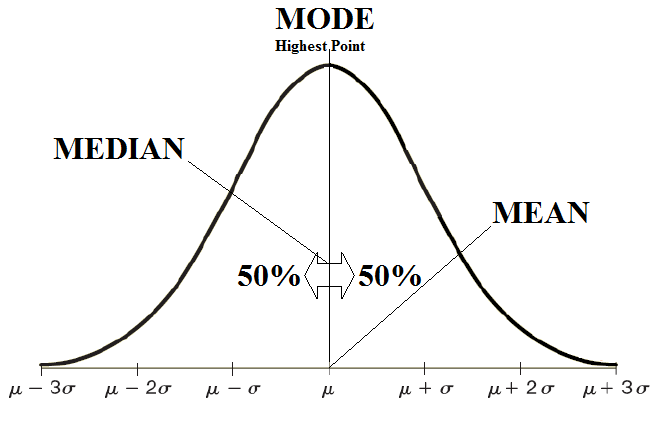 MODE
Highest Point
MEDIAN
MEAN
50% 50%
μ − 3σ μ − 2σ μ − σ μ μ + σ μ + 2σ μ + 3σ